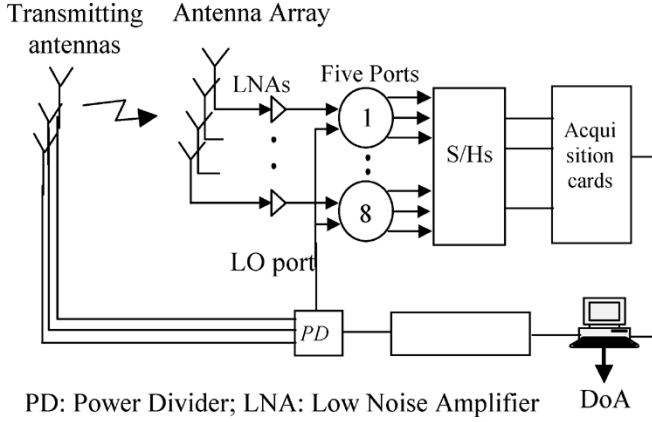 Transmitting
antennas
Antenna Array
LNAs
Five Ports
1
8
S/Hs
Acqui
sition
cards
LO port
PD
DoA
PD: Power Divider; LNA: Low Noise Amplifier